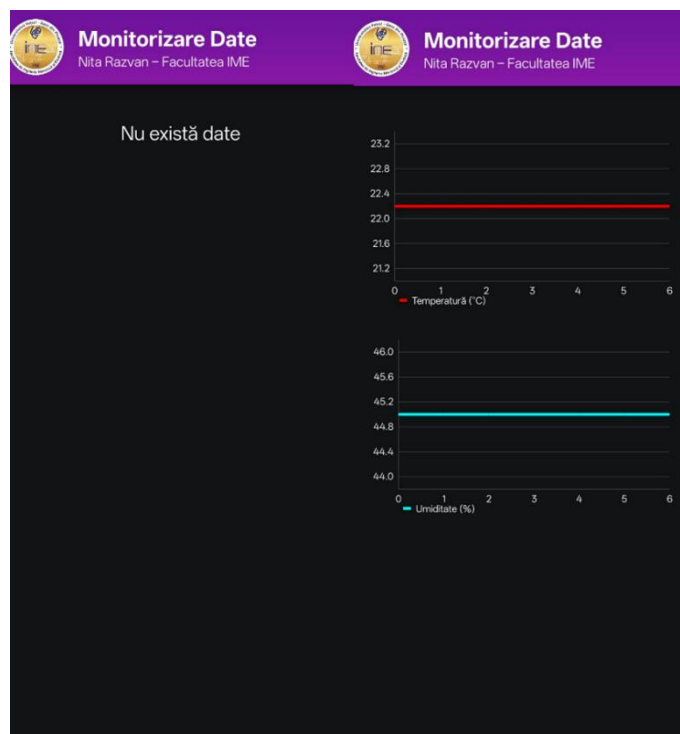 Monitorizare Date
Nita Razvan – Facultatea IME
Nu există date
ime
Monitorizare Date
Nita Razvan – Facultatea IME
ime
23.2
22.8
22.4
22.0
21.6
21.2
0 1 2 3 4 5 6
Temperatură (°C)
46.0
45.6
45.2
44.8
44.4
44.0
0 1 2 3 4 5 6
Umiditate (%)